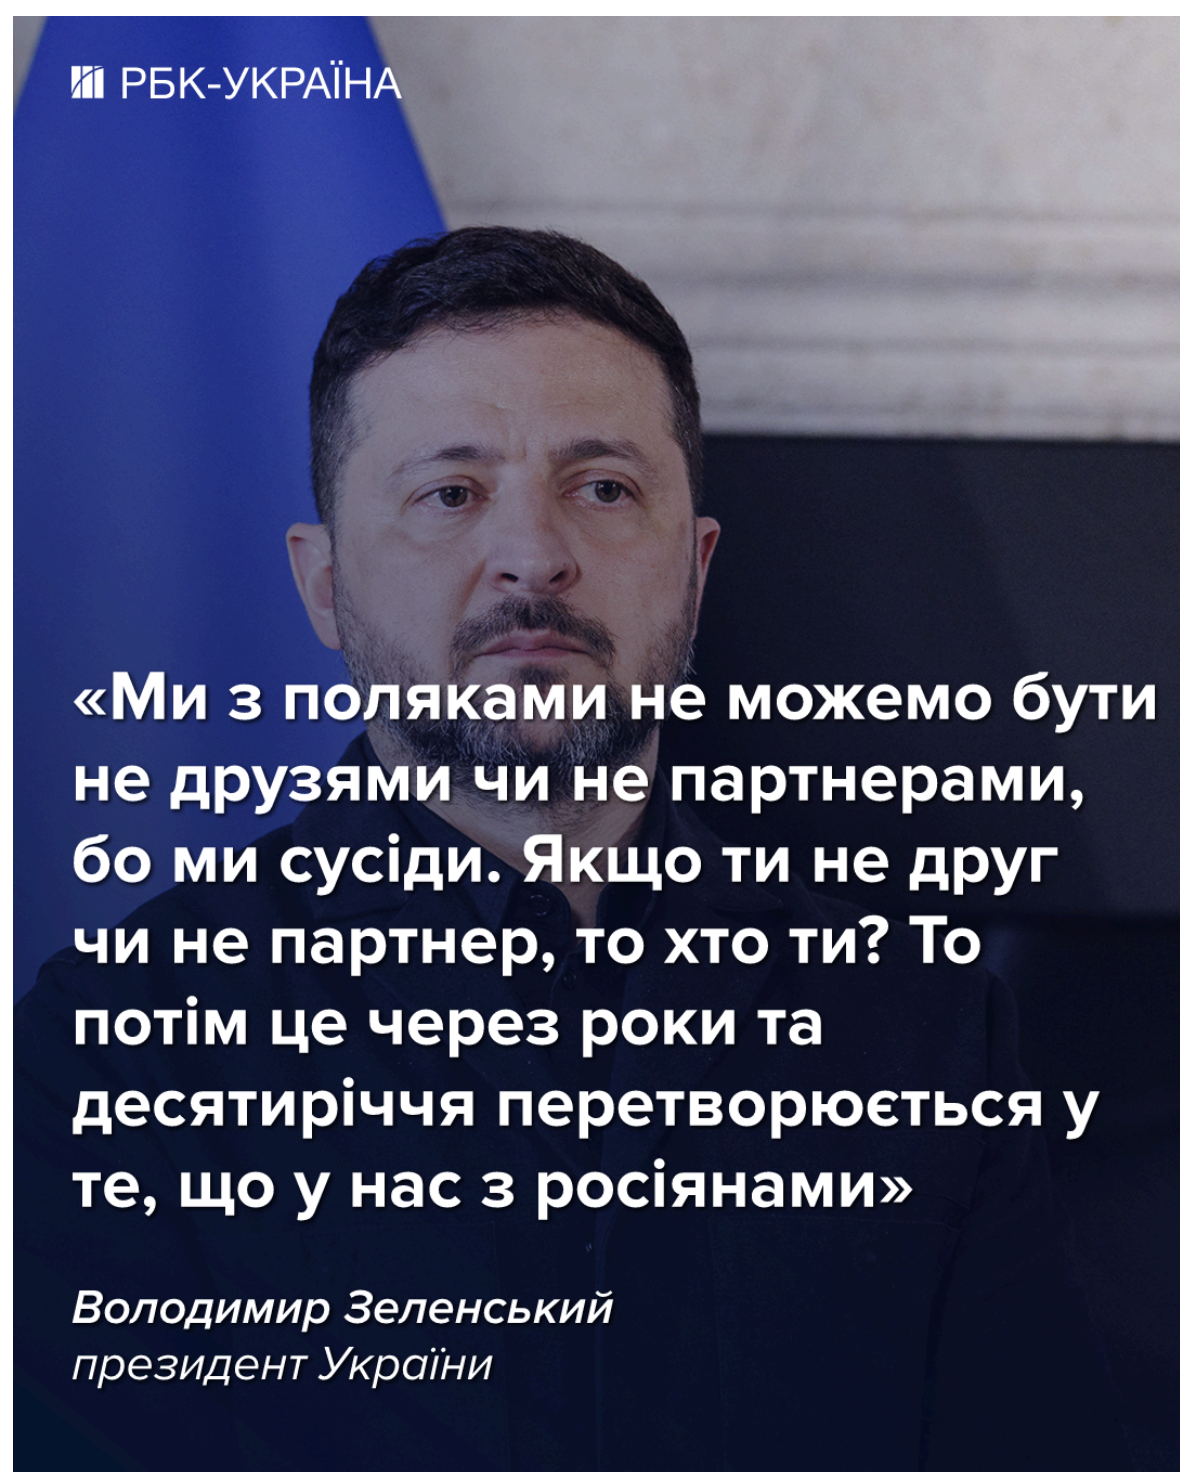 РБК-УКРАЇНА
«Ми з поляками не можемо бути
не друзями чи не партнерами,
бо ми сусіди. Якщо ти не друг
чи не партнер, то хто ти? То
потім це через роки та
десятиріччя перетворюється у
те, що у нас з росіянами»
Володимир Зеленський
президент України